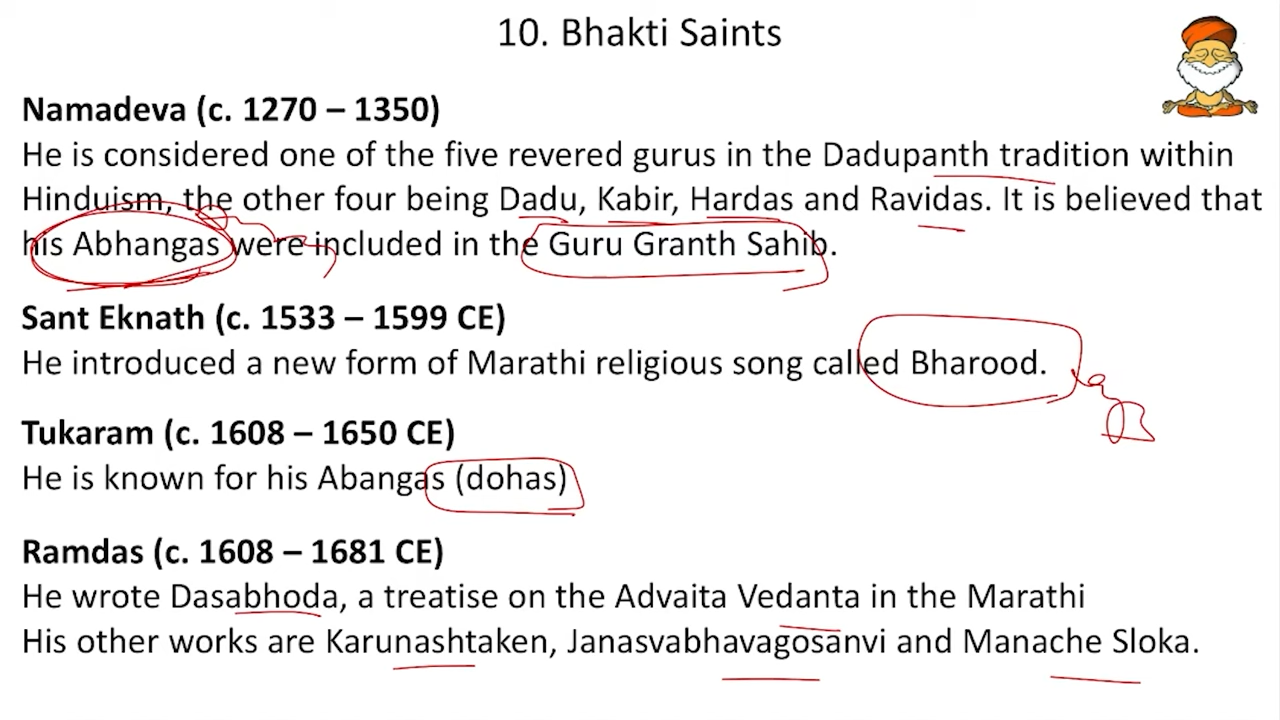 10. Bhakti Saints
Namadeva (c. 1270 – 1350)
He is considered one of the five revered gurus in the Dadupanth tradition within
Hinduism, the other four being Dadu, Kabir, Hardas and Ravidas. It is believed that
his Abhangas were included in the Guru Granth Sahib.
Sant Eknath (c. 1533 – 1599 CE)
He introduced a new form of Marathi religious song called Bharood.
Tukaram (c. 1608 – 1650 CE)
He is known for his Abangas (dohas)
Ramdas (c. 1608 – 1681 CE)
He wrote Dasabhoda, a treatise on the Advaita Vedanta in the Marathi
His other works are Karunashtaken, Janasvabhavagosanvi and Manache Sloka.